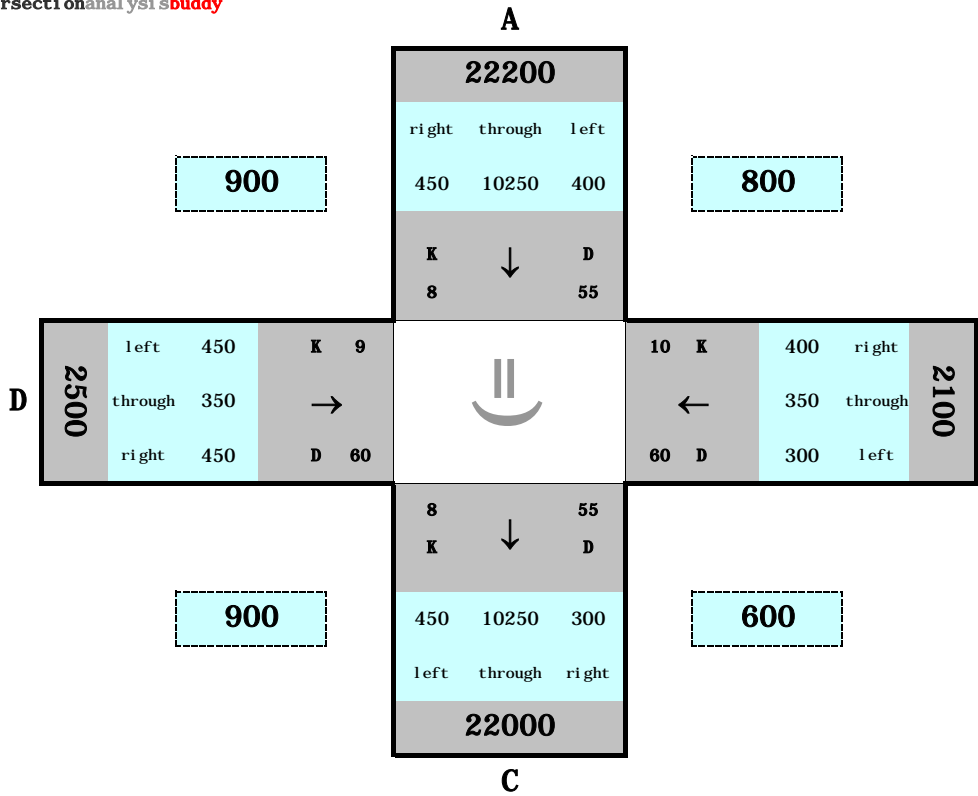 rsectionanalysisbuddy
A
22200
right through left
450 10250 400
900
800
K D
8 55
D
2500
left 450
through 350
right 450
K 9
D 60
10 K
60 D
400 right
350 through
300 left
2100
8 55
K D
900
600
450 10250 300
left through right
22000
C